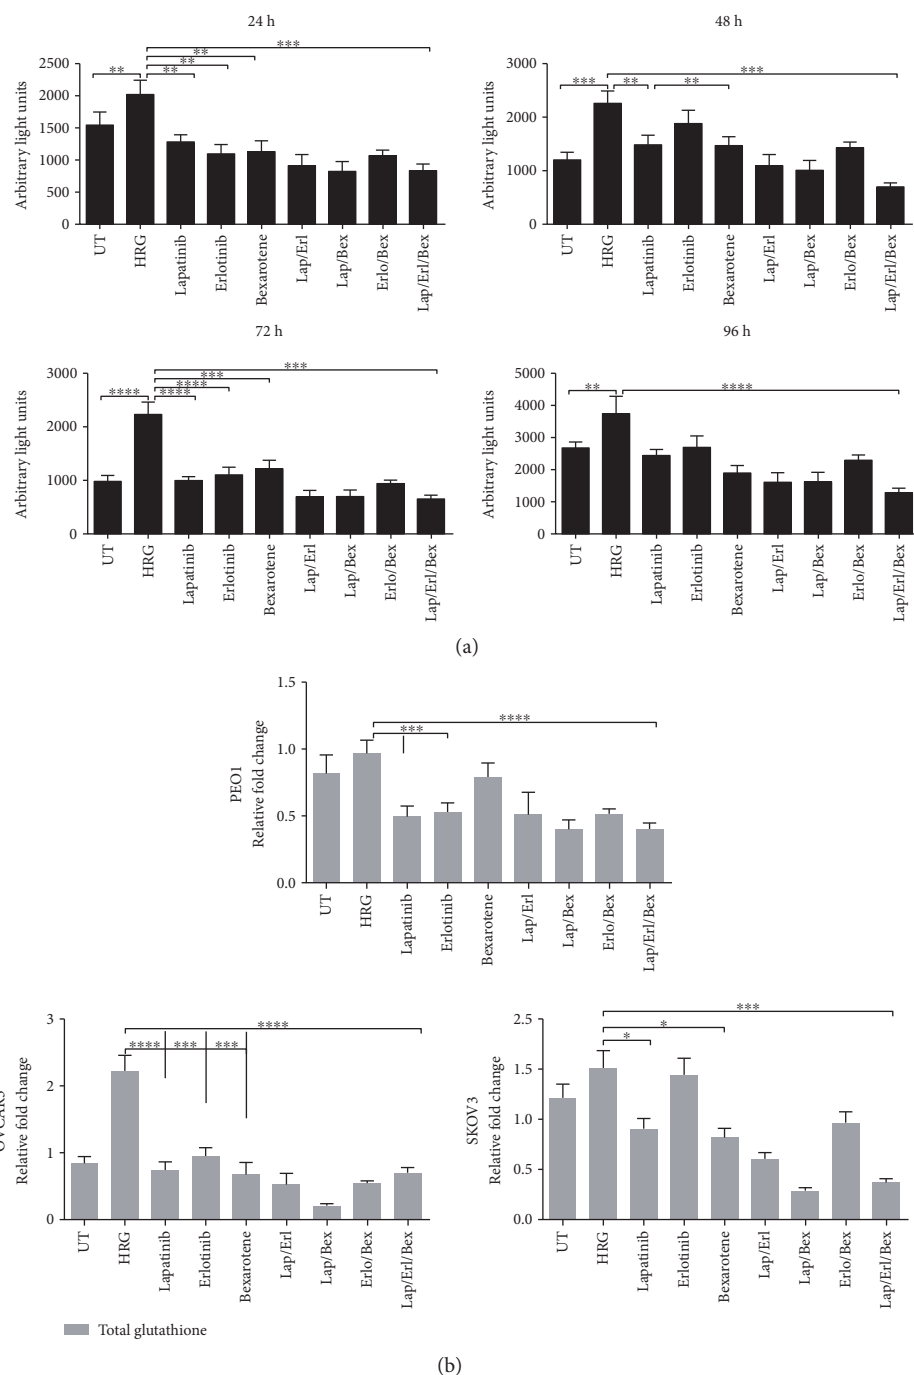 24 h
Arbitrary light units
2500
2000
1500
1000
500
0
**
**
**
**
***
UT
HRG
Lapatinib
Erlotinib
Bexarotene
Lap/Erl
Lap/Bex
Erlo/Bex
Lap/Erl/Bex
48 h
Arbitrary light units
3000
2000
1000
0
***
**
**
***
UT
HRG
Lapatinib
Erlotinib
Bexarotene
Lap/Erl
Lap/Bex
Erlo/Bex
Lap/Erl/Bex
72 h
Arbitrary light units
3000
2000
1000
0
****
****
****
***
***
UT
HRG
Lapatinib
Erlotinib
Bexarotene
Lap/Erl
Lap/Bex
Erlo/Bex
Lap/Erl/Bex
96 h
Arbitrary light units
5000
4000
3000
2000
1000
0
**
****
UT
HRG
Lapatinib
Erlotinib
Bexarotene
Lap/Erl
Lap/Bex
Erlo/Bex
Lap/Erl/Bex
(a)
PEO1
Relative fold change
1.5
1.0
0.5
0.0
***
****
UT
HRG
Lapatinib
Erlotinib
Bexarotene
Lap/Erl
Lap/Bex
Erlo/Bex
Lap/Erl/Bex
Relative fold change
3
2
1
0
****
**** *** ***
UT
HRG
Lapatinib
Erlotinib
Bexarotene
Lap/Erl
Lap/Bex
Erlo/Bex
Lap/Erl/Bex
SKOV3
Relative fold change
2.5
1.5
1.0
0.5
0.0
***
*
*
UT
HRG
Lapatinib
Erlotinib
Bexarotene
Lap/Erl
Lap/Bex
Erlo/Bex
Lap/Erl/Bex
Total glutathione
(b)